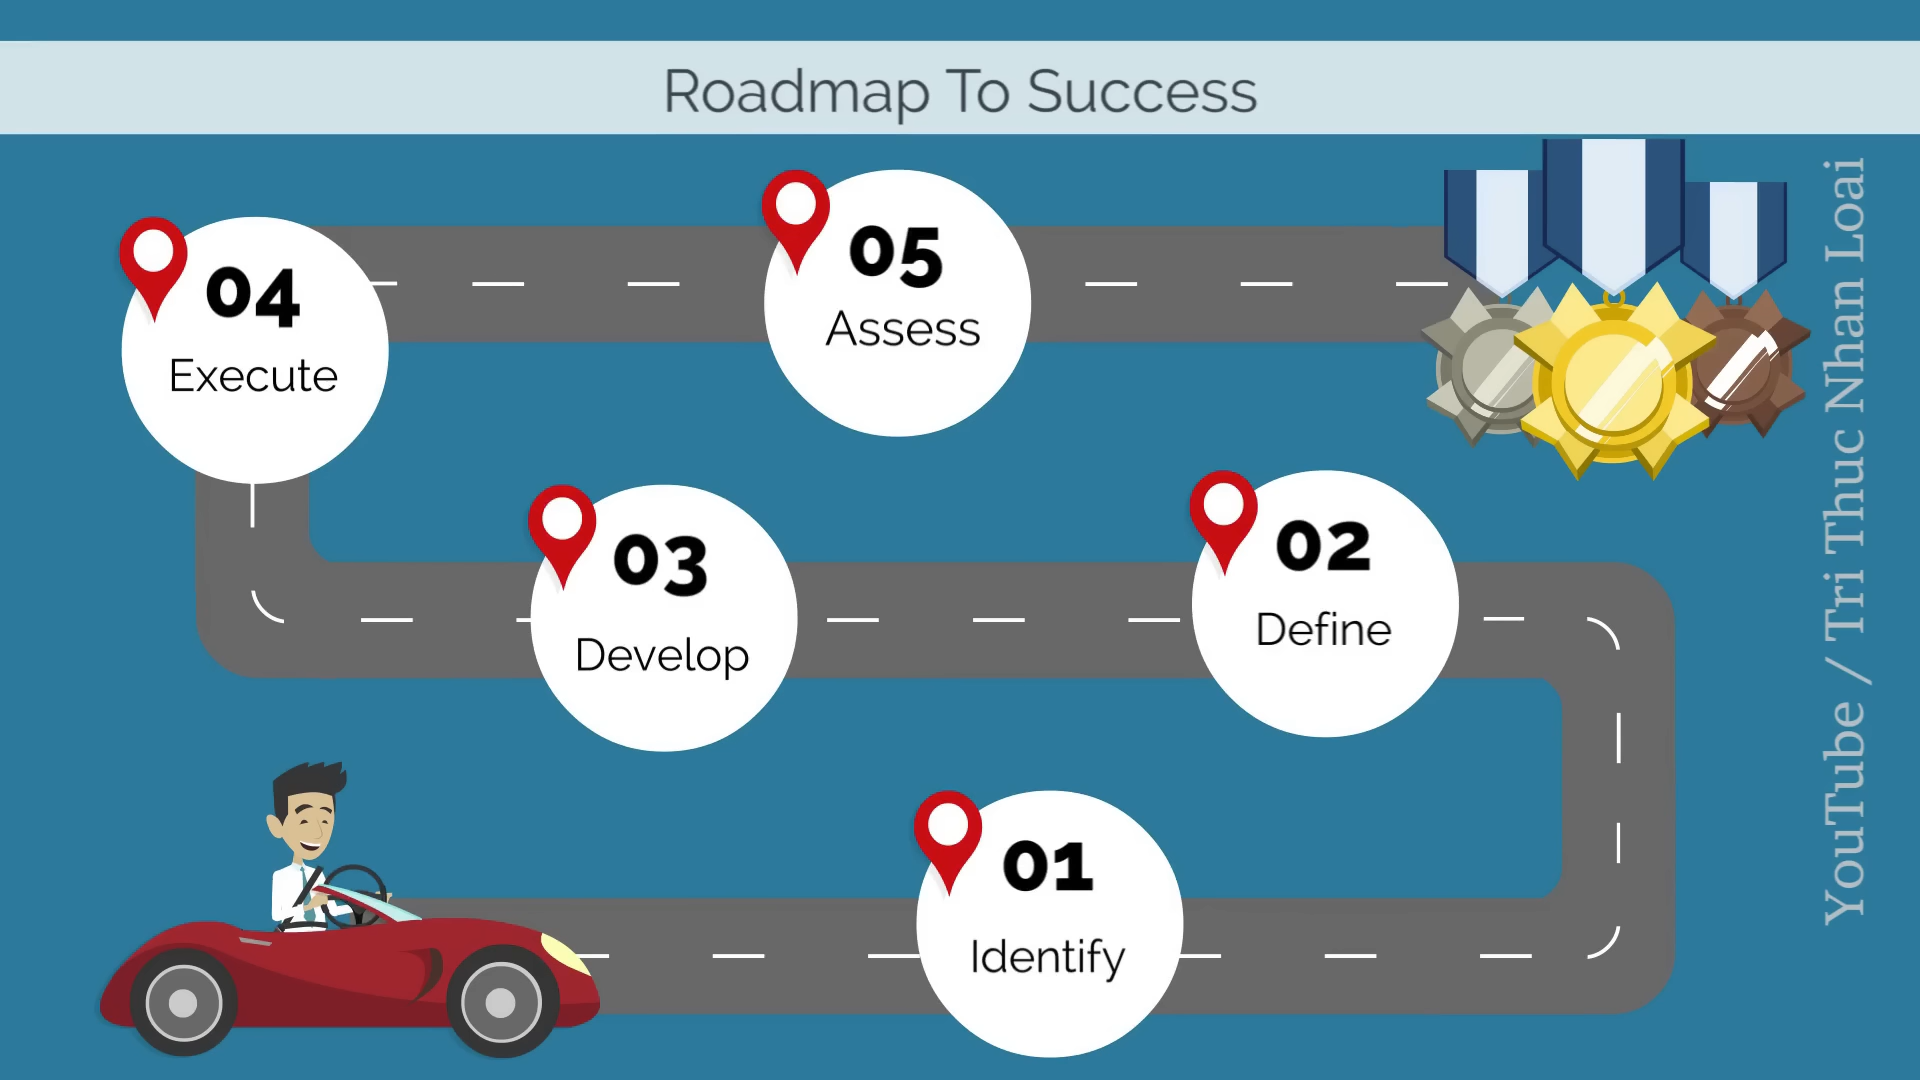 Roadmap To Success
05
Assess
04
Execute
03
Develop
02
Define
01
Identify
YouTube / Tri Thuc Nhan Loai